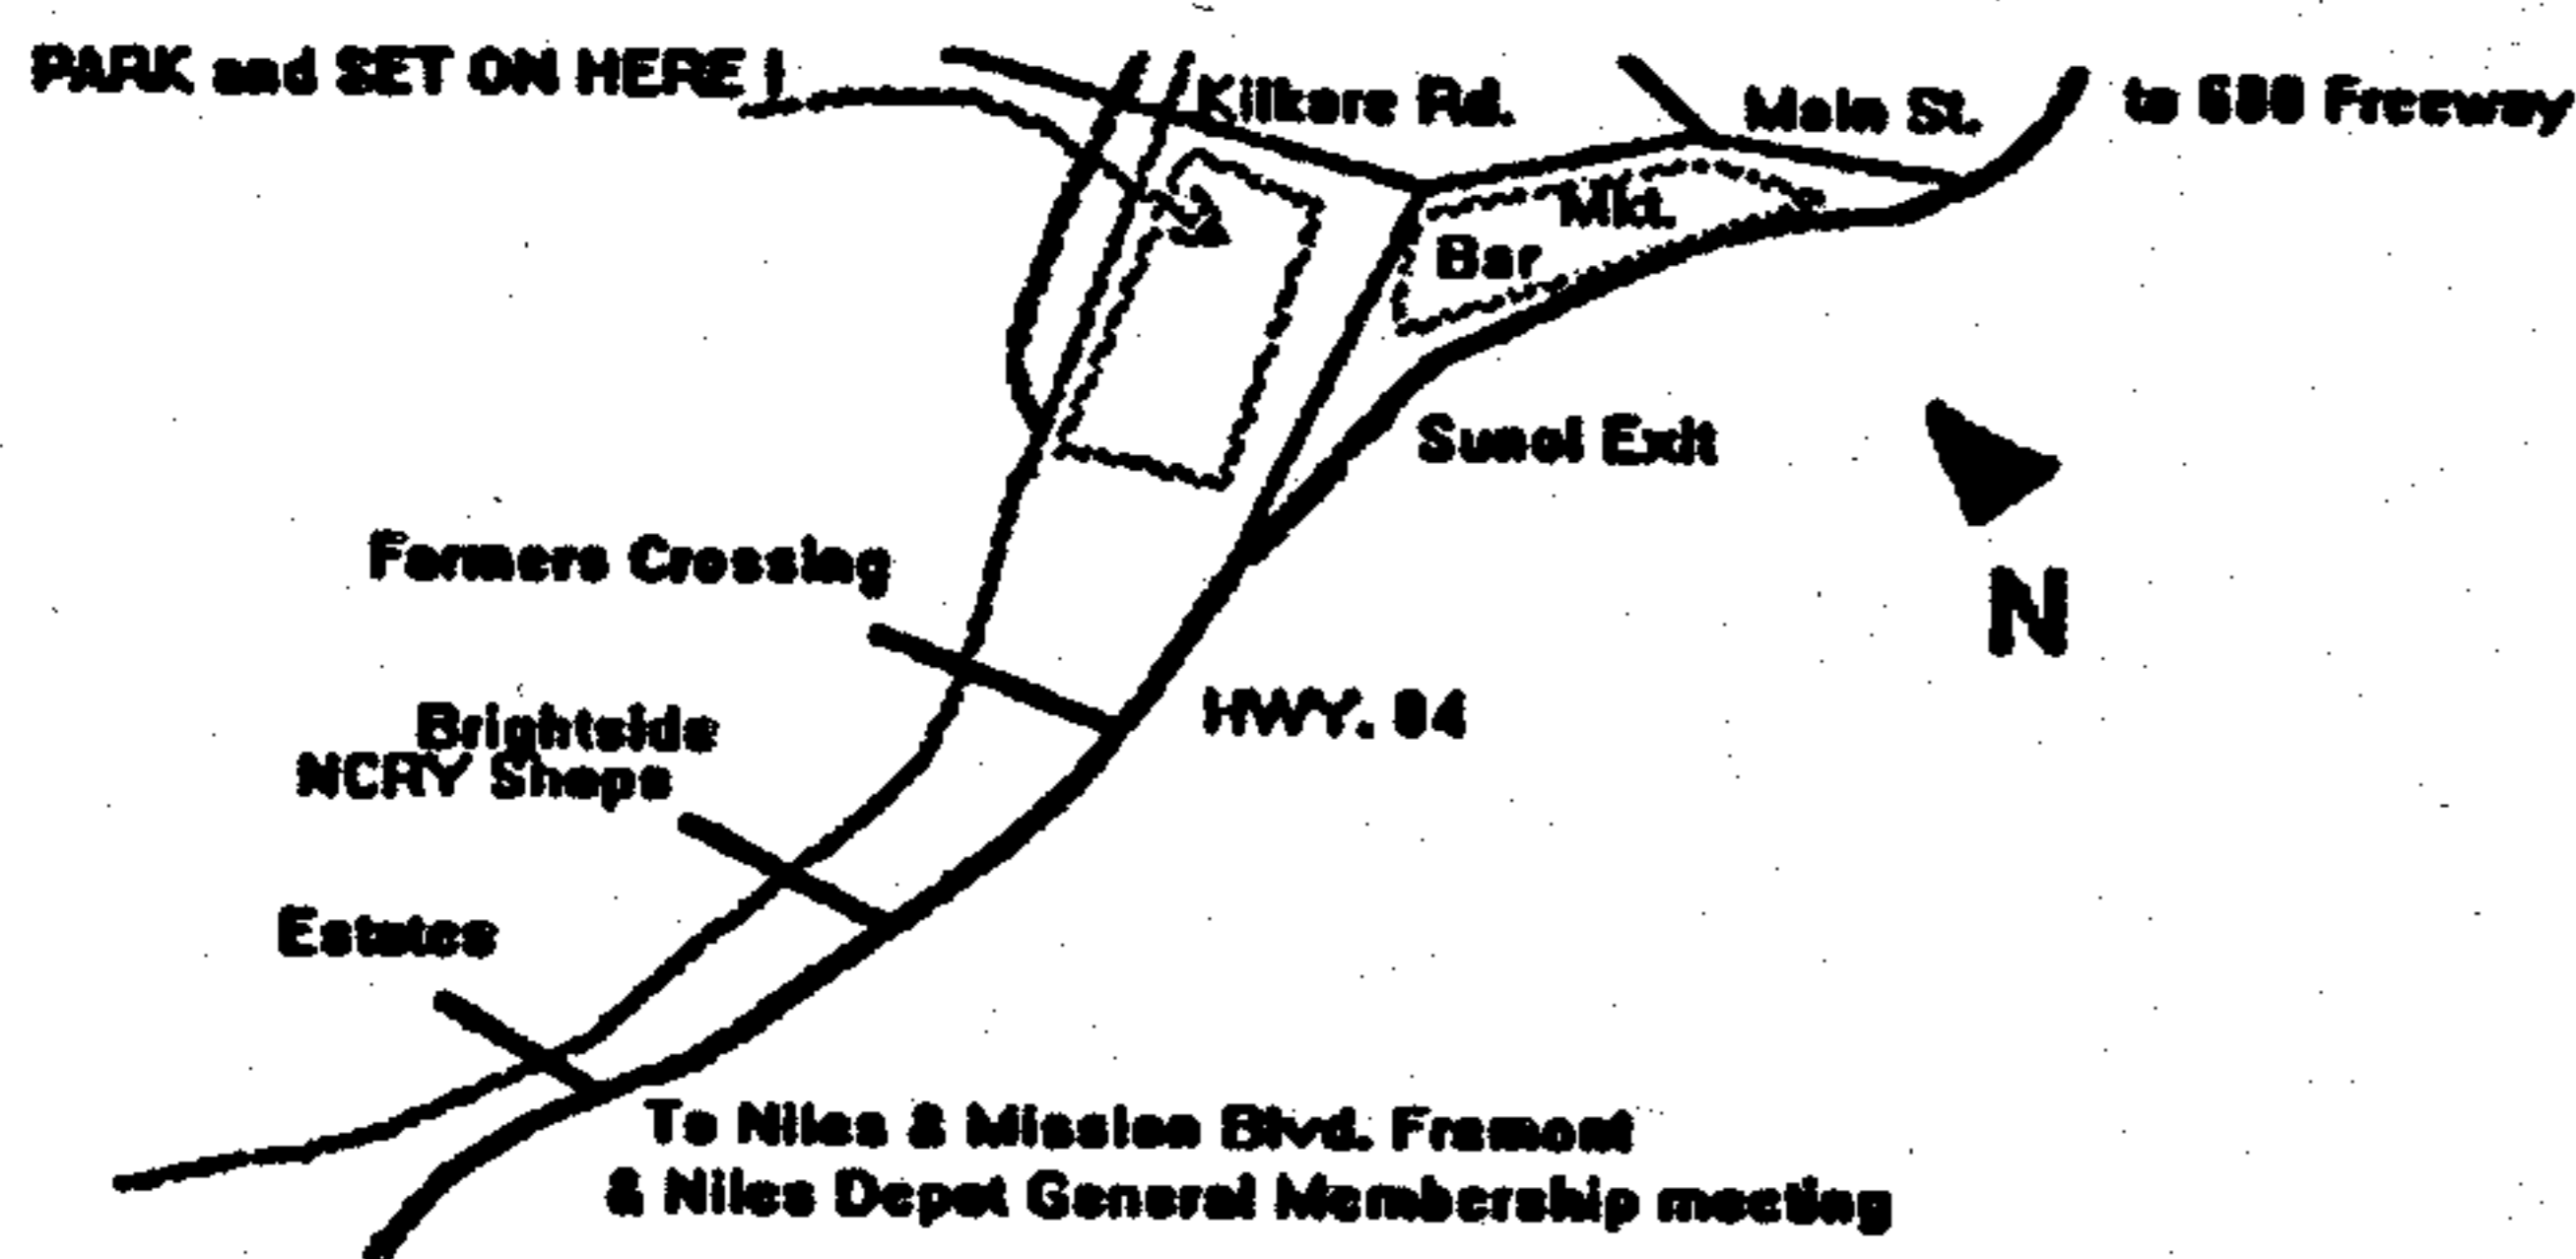 PARK and SET ON HERE !
Kilkare Rd.
Main St.
to 680 Freeway
Mkt.
Bar
Sunol Exit
N
Farmers Crossing
HWY. 84
Brightside
NCRY Shops
Estates
To Niles & Mission Blvd. Fremont
& Niles Depot General Membership meeting